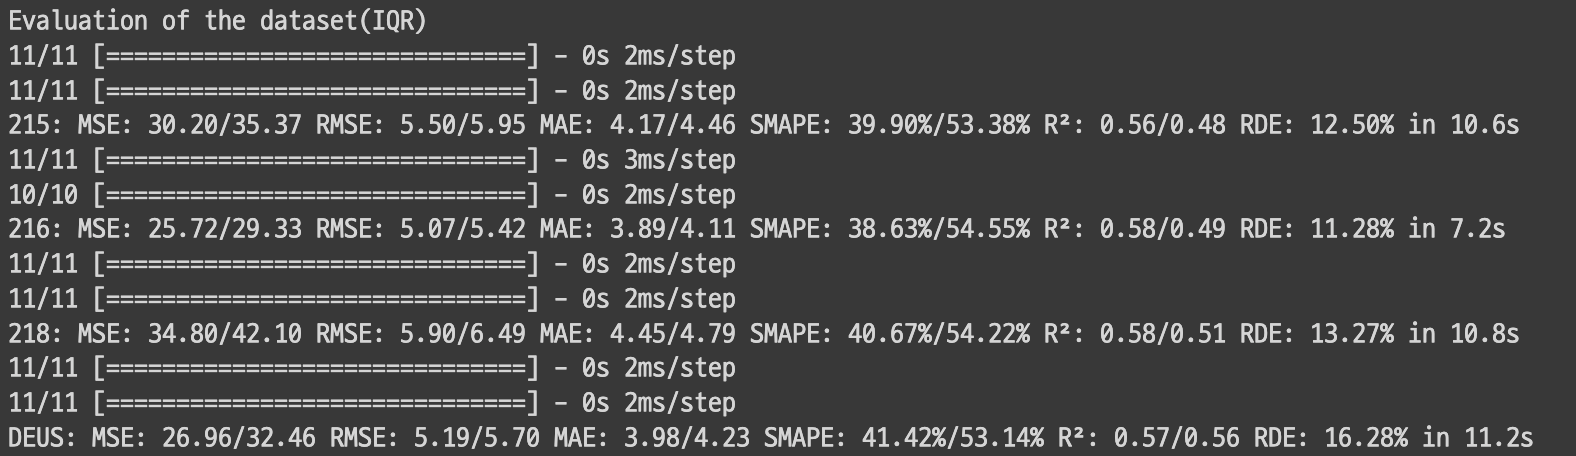 Evaluation of the dataset(IQR)
11/11 [==============================] - 0s 2ms/step
11/11 [==============================] - 0s 2ms/step
215: MSE: 30.20/35.37 RMSE: 5.50/5.95 MAE: 4.17/4.46 SMAPE: 39.90%/53.38% R²: 0.56/0.48 RDE: 12.50% in 10.6s
11/11 [==============================] - 0s 3ms/step
10/10 [==============================] - 0s 2ms/step
216: MSE: 25.72/29.33 RMSE: 5.07/5.42 MAE: 3.89/4.11 SMAPE: 38.63%/54.55% R²: 0.58/0.49 RDE: 11.28% in 7.2s
11/11 [==============================] - 0s 2ms/step
11/11 [==============================] - 0s 2ms/step
218: MSE: 34.80/42.10 RMSE: 5.90/6.49 MAE: 4.45/4.79 SMAPE: 40.67%/54.22% R²: 0.58/0.51 RDE: 13.27% in 10.8s
11/11 [==============================] - 0s 2ms/step
11/11 [==============================] - 0s 2ms/step
DEUS: MSE: 26.96/32.46 RMSE: 5.19/5.70 MAE: 3.98/4.23 SMAPE: 41.42%/53.14% R²: 0.57/0.56 RDE: 16.28% in 11.2s